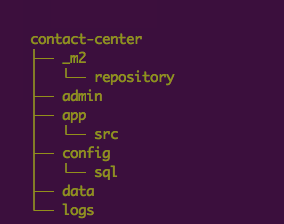 contact-center
├── _m2
│   └── repository
├── admin
├── app
│   └── src
├── config
│   └── sql
├── data
└── logs